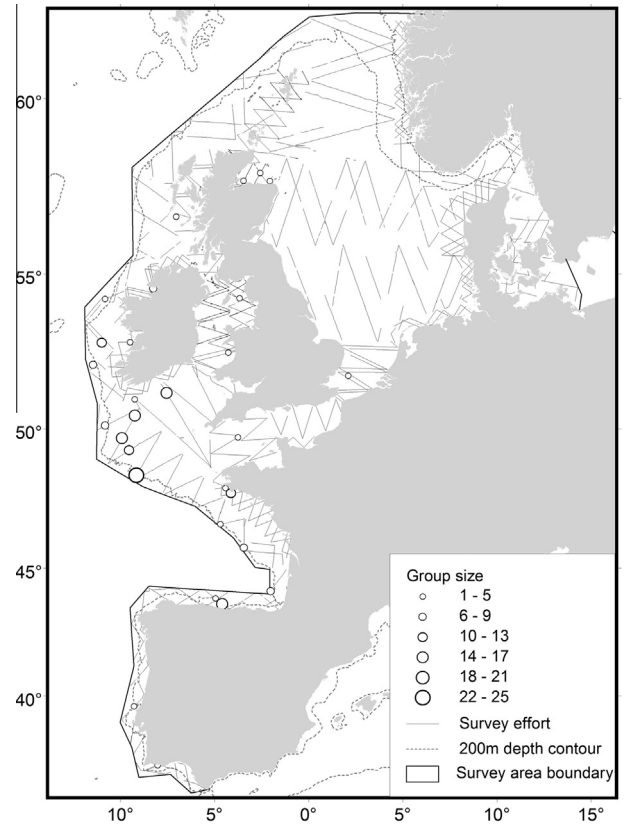 60°
55°
50°
45°
40°
Group size
1 - 5
6 - 9
10 - 13
14 - 17
18 - 21
22 - 25
Survey effort
200m depth contour
Survey area boundary
10° 5° 0° 5° 10° 15°